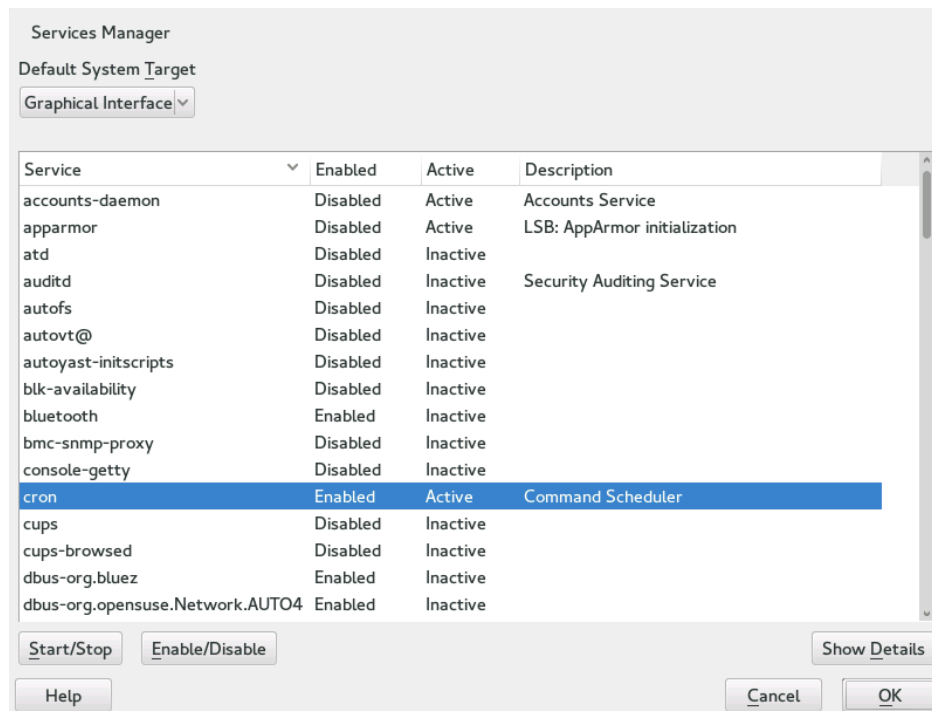 Services Manager
Default System Target
Graphical Interface
Service Enabled Active Description
accounts-daemon Disabled Active Accounts Service
apparmor Disabled Active LSB: AppArmor initialization
atd Disabled Inactive
auditd Disabled Inactive Security Auditing Service
autofs Disabled Inactive
autovt@ Disabled Inactive
autoyast-initscripts Disabled Inactive
blk-availability Disabled Inactive
bluetooth Enabled Inactive
bmc-snmp-proxy Disabled Inactive
console-getty Disabled Inactive
cron Enabled Active Command Scheduler
cups Disabled Inactive
cups-browsed Disabled Inactive
dbus-org.bluez Enabled Inactive
dbus-org.opensuse.Network.AUTO4 Enabled Inactive
Start/Stop Enable/Disable Show Details
Help Cancel OK